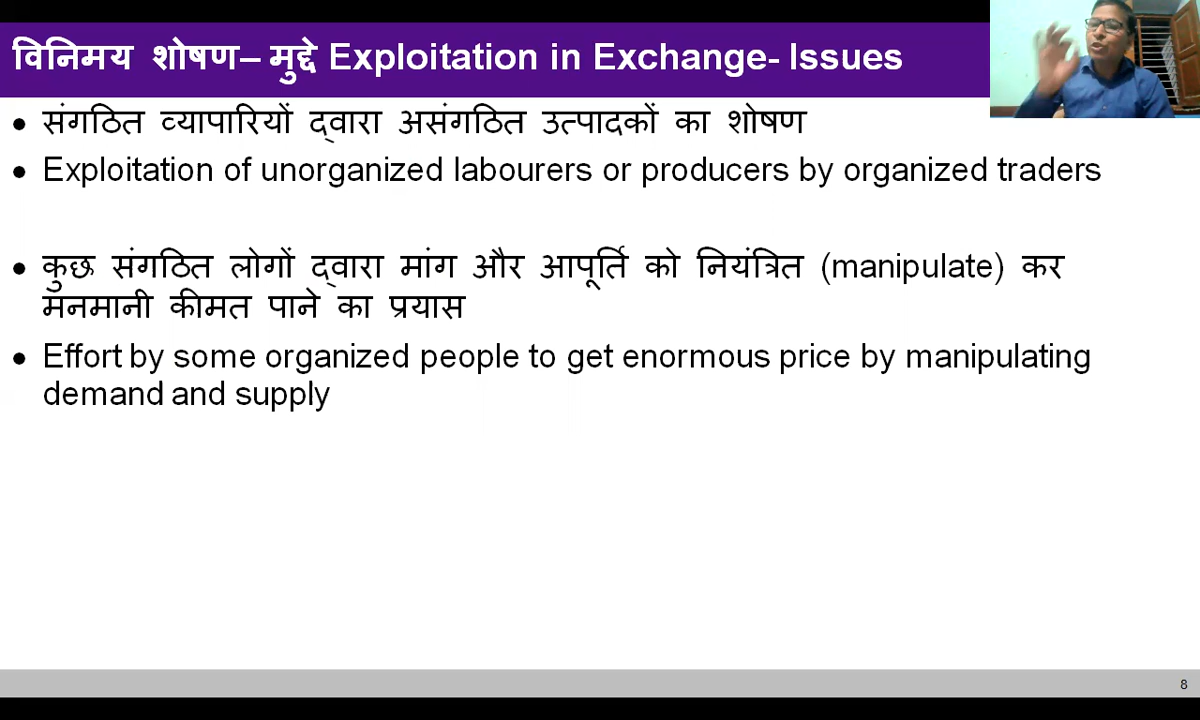 विनिमय शोषण– मुद्दे Exploitation in Exchange- Issues
• संगठित व्यापारियों द्वारा असंगठित उत्पादकों का शोषण
• Exploitation of unorganized labourers or producers by organized traders
• कुछ संगठित लोगों द्वारा मांग और आपूर्ति को नियंत्रित (manipulate) कर
मनमानी कीमत पाने का प्रयास
• Effort by some organized people to get enormous price by manipulating
demand and supply
8